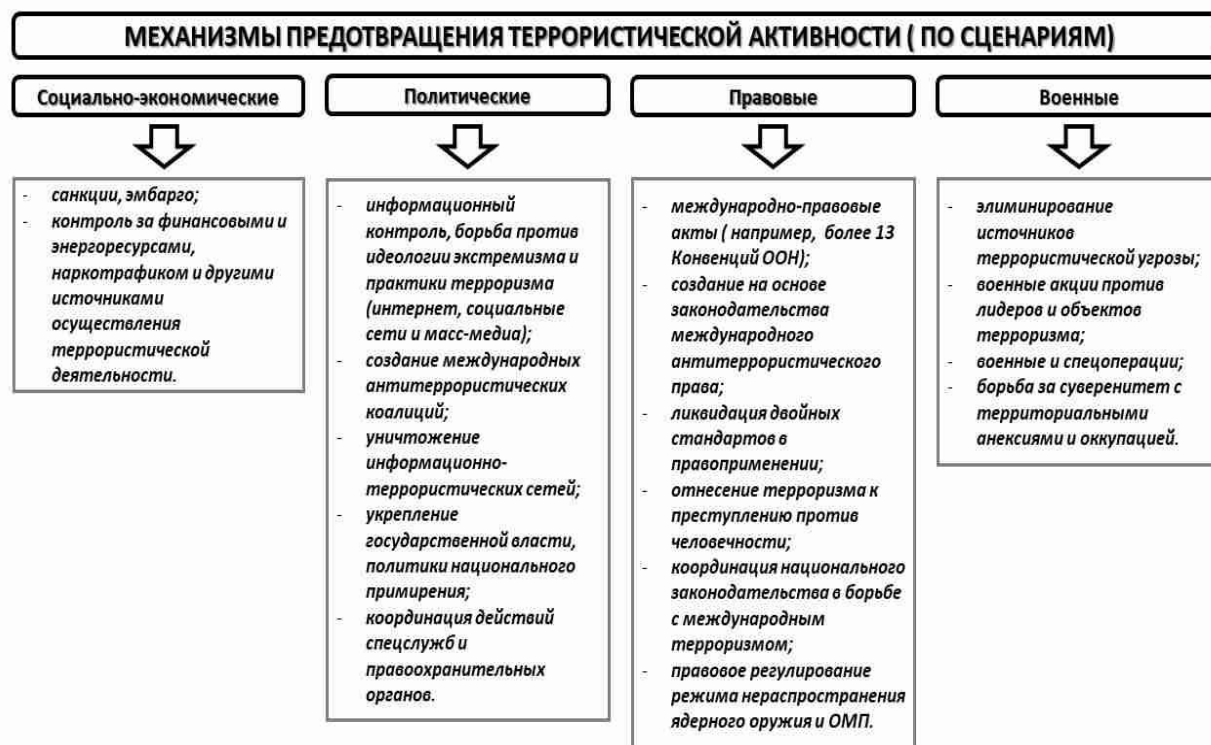 МЕХАНИЗМЫ ПРЕДОТВРАЩЕНИЯ ТЕРРОРИСТИЧЕСКОЙ АКТИВНОСТИ ( ПО СЦЕНАРИЯМ)
Социально-экономические
- санкции, эмбарго;
- контроль за финансовыми и
энергоресурсами,
наркотрафиком и другими
источниками
осуществления
террористической
деятельности.
Политические
- информационный
контроль, борьба против
идеологии экстремизма и
практики терроризма
(интернет, социальные
сети и масс-медиа);
- создание международных
антитеррористических
коалиций;
- уничтожение
информационно-
террористических сетей;
- укрепление
государственной власти,
политики национального
примирения;
- координация действий
спецслужб и
правоохранительных
органов.
Правовые
- международно-правовые
акты ( например, более 13
Конвенций ООН);
- создание на основе
законодательства
международного
антитеррористического
права;
- ликвидация двойных
стандартов в
правоприменении;
- отнесение терроризма к
преступлению против
человечности;
- координация национального
законодательства в борьбе
с международным
терроризмом;
- правовое регулирование
режима нераспространения
ядерного оружия и ОМП.
Военные
- элиминирование
источников
террористической угрозы;
- военные акции против
лидеров и объектов
терроризма;
- военные и спецоперации;
- борьба за суверенитет с
территориальными
анексиями и оккупацией.